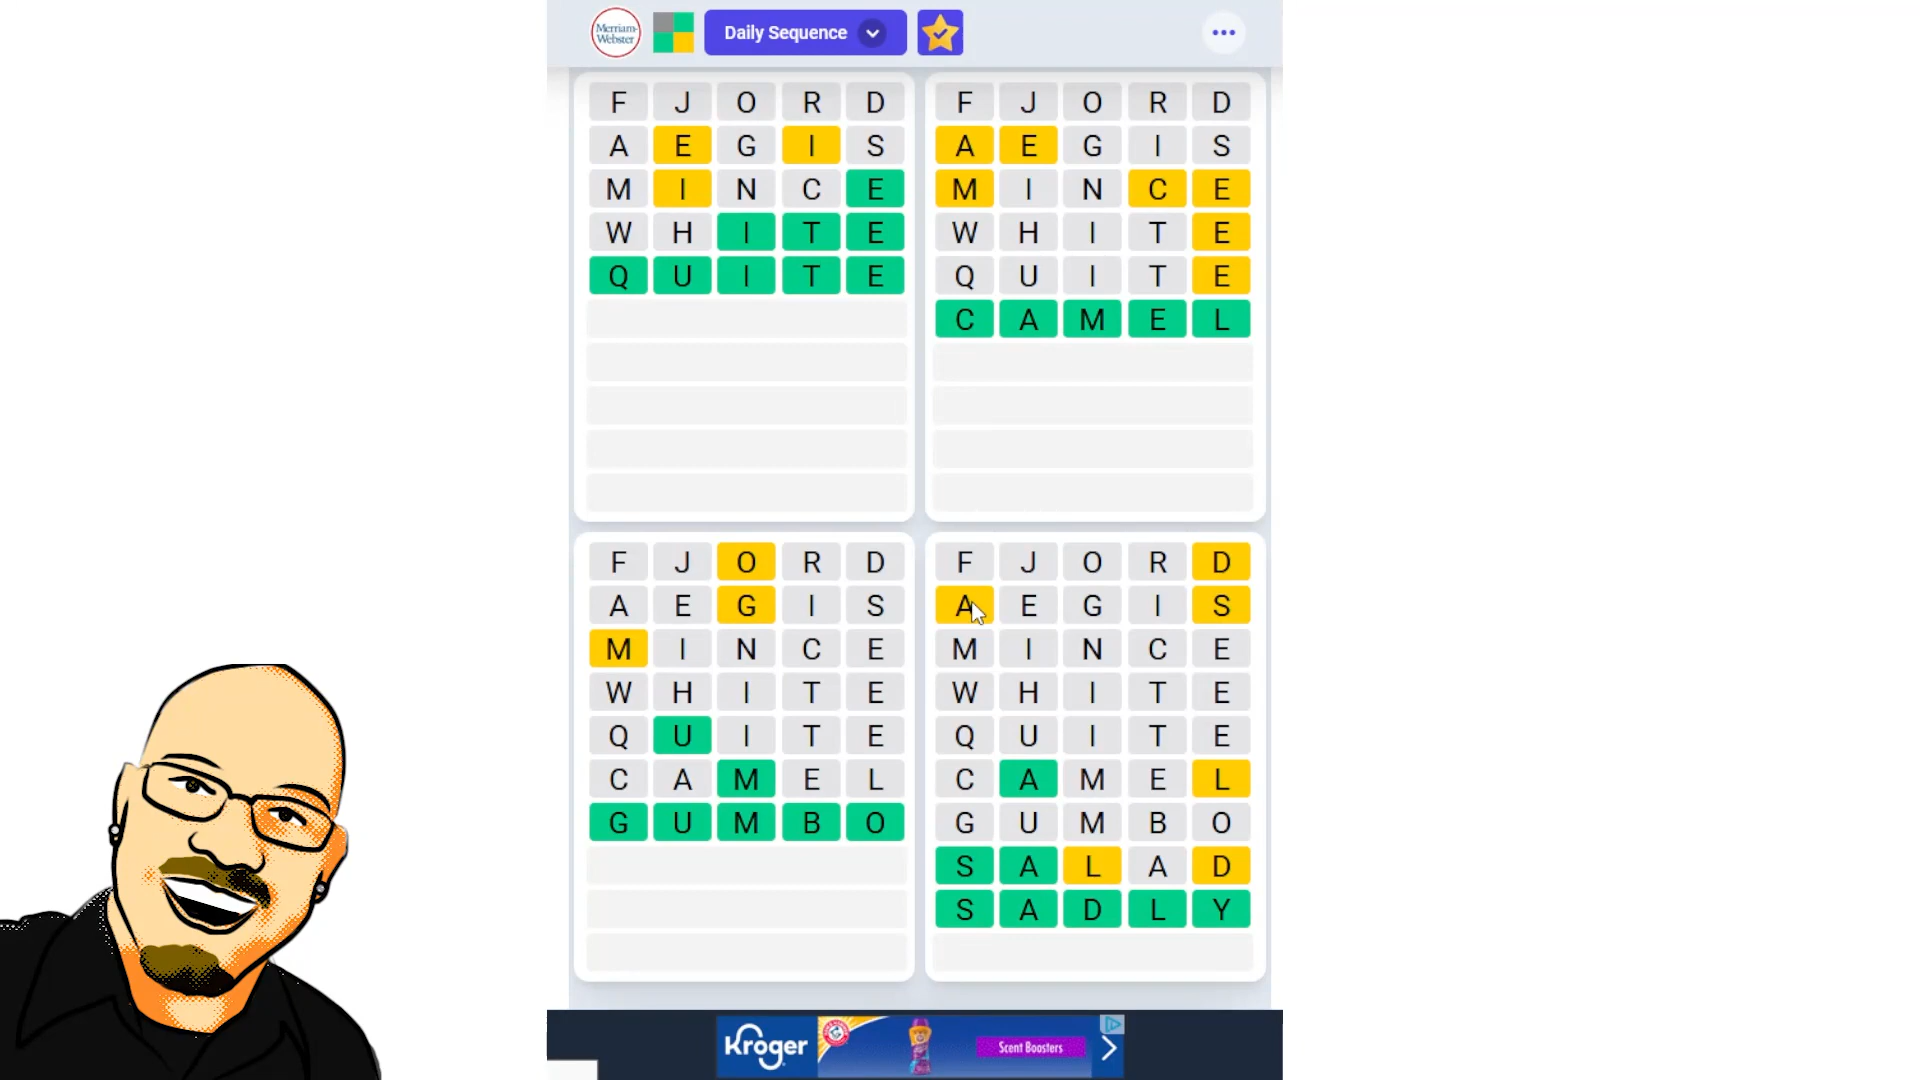 Merriam-
Webster
Daily Sequence
F J O R D
A E G I S
M I N C E
W H I T E
Q U I T E
F J O R D
A E G I S
M I N C E
W H I T E
Q U I T E
C A M E L
F J O R D
A E G I S
M I N C E
W H I T E
Q U I T E
C A M E L
G U M B O
F J O R D
A E G I S
M I N C E
W H I T E
Q U I T E
C A M E L
G U M B O
S A L A D
S A D L Y
Kroger
Scent Boosters